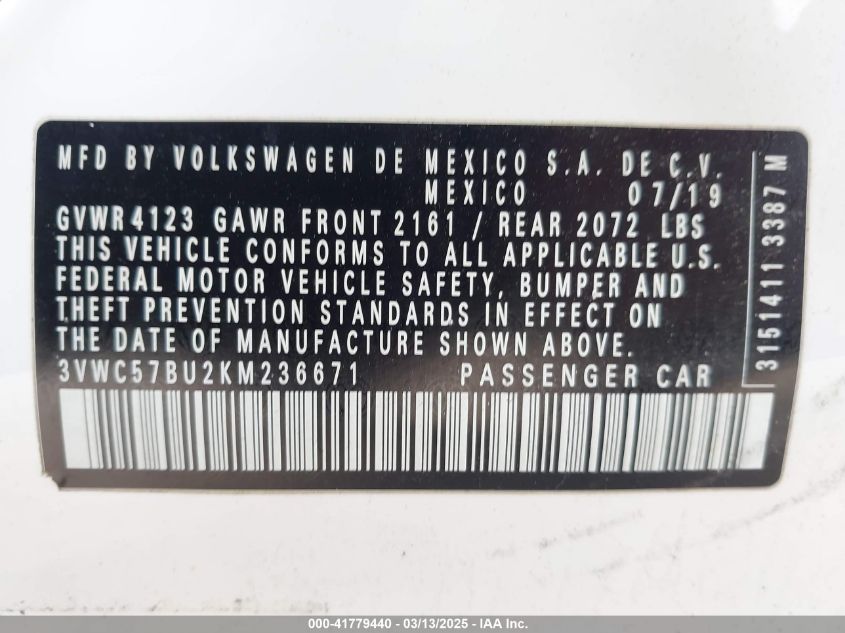 MFD BY VOLKSWAGEN DE MEXICO S.A. DE C.V.
MEXICO 07/19
GVWR 4123 GAWR FRONT 2161 / REAR 2072 LBS
THIS VEHICLE CONFORMS TO ALL APPLICABLE U.S.
FEDERAL MOTOR VEHICLE SAFETY, BUMPER AND
THEFT PREVENTION STANDARDS IN EFFECT ON
THE DATE OF MANUFACTURE SHOWN ABOVE.
3VWC57BU2KM236671 PASSENGER CAR
3151411 3387 M
000-41779440 - 03/13/2025 - IAA Inc.